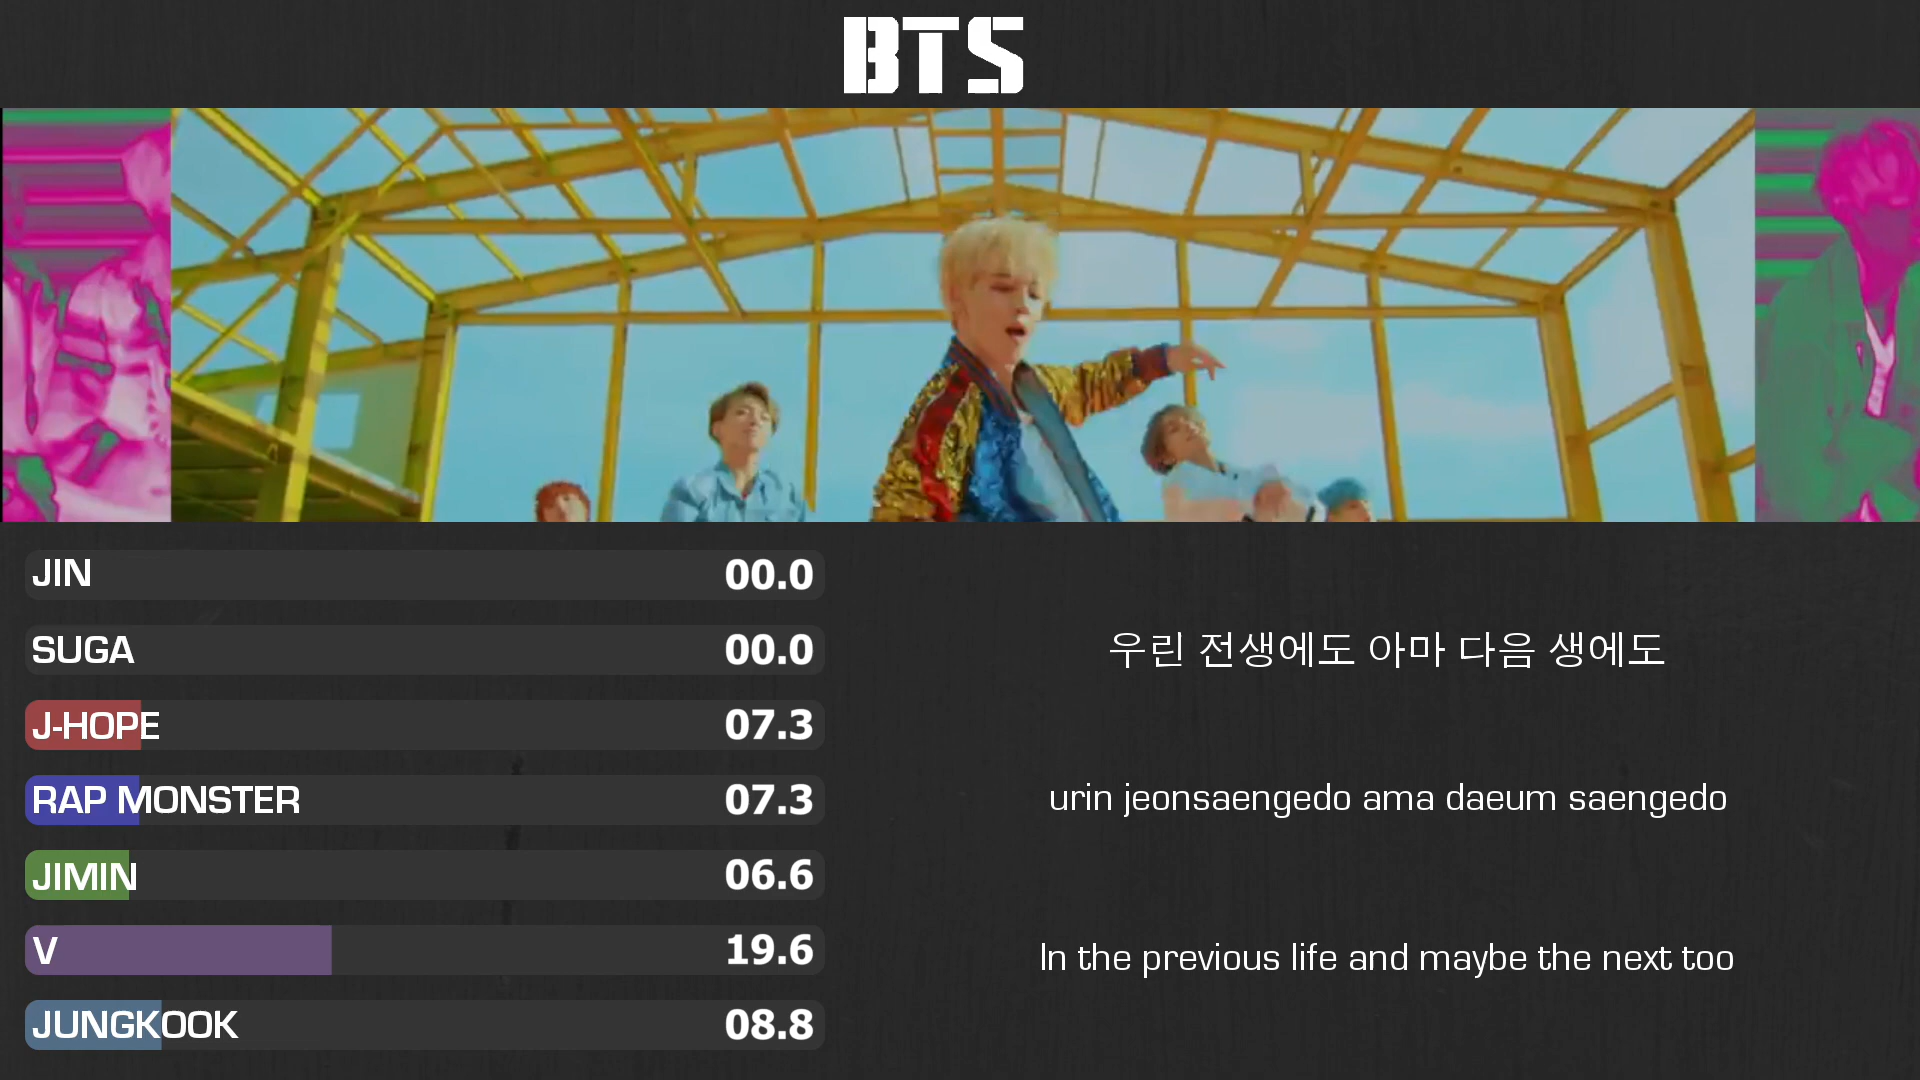 BTS
JIN 00.0
SUGA 00.0
J-HOPE 07.3
RAP MONSTER 07.3
JIMIN 06.6
V 19.6
JUNGKOOK 08.8
우린 전생에도 아마 다음 생에도
urin jeonsaengedo ama daeum saengedo
In the previous life and maybe the next too